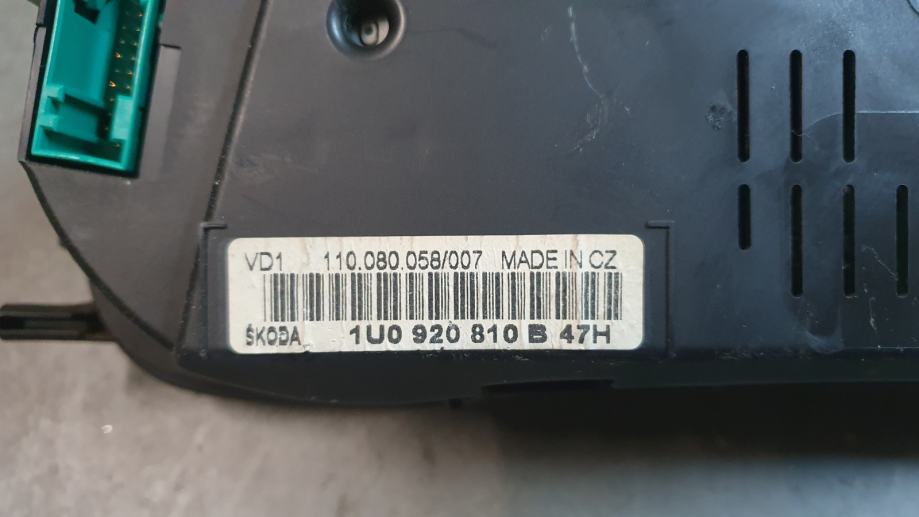 VD1 110.080.058/007 MADE IN CZ
ŠKODA 1U0 920 810 B 47H